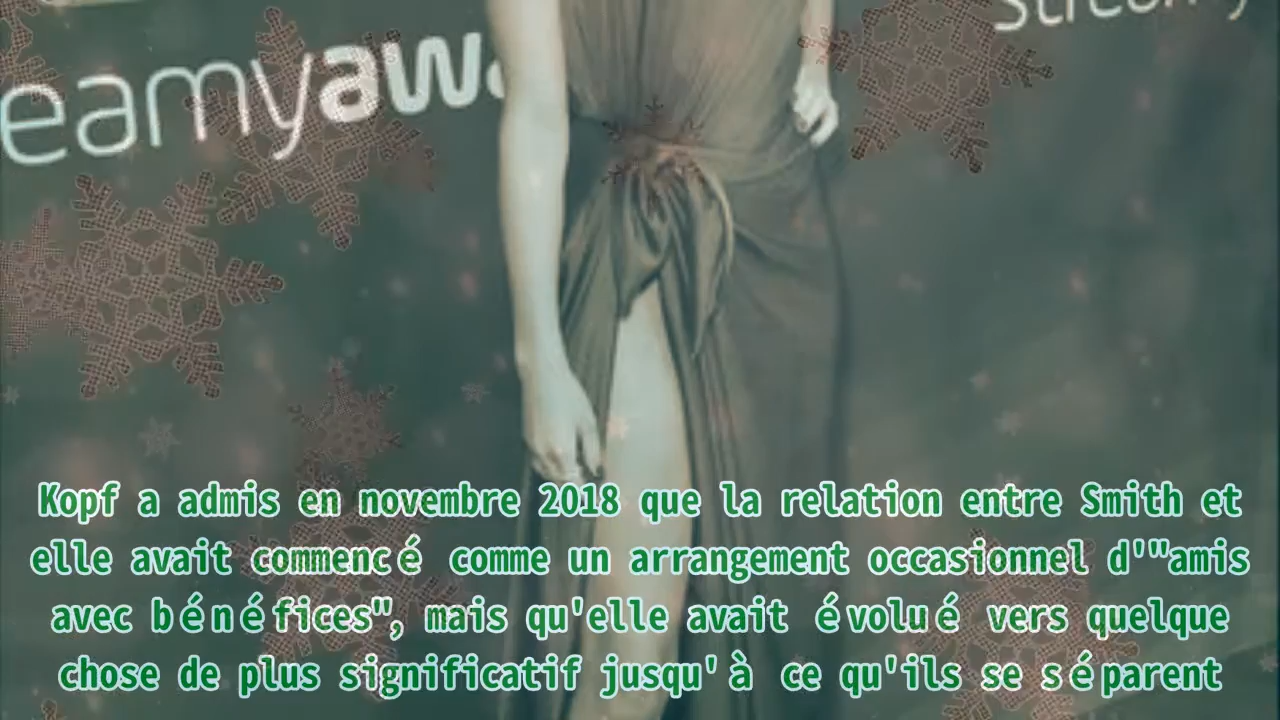 Stream y
eamyawa
Kopf a admis en novembre 2018 que la relation entre Smith et
elle avait commencé comme un arrangement occasionnel d'"amis
avec bénéfices", mais qu'elle avait évolué vers quelque
chose de plus significatif jusqu'à ce qu'ils se séparent